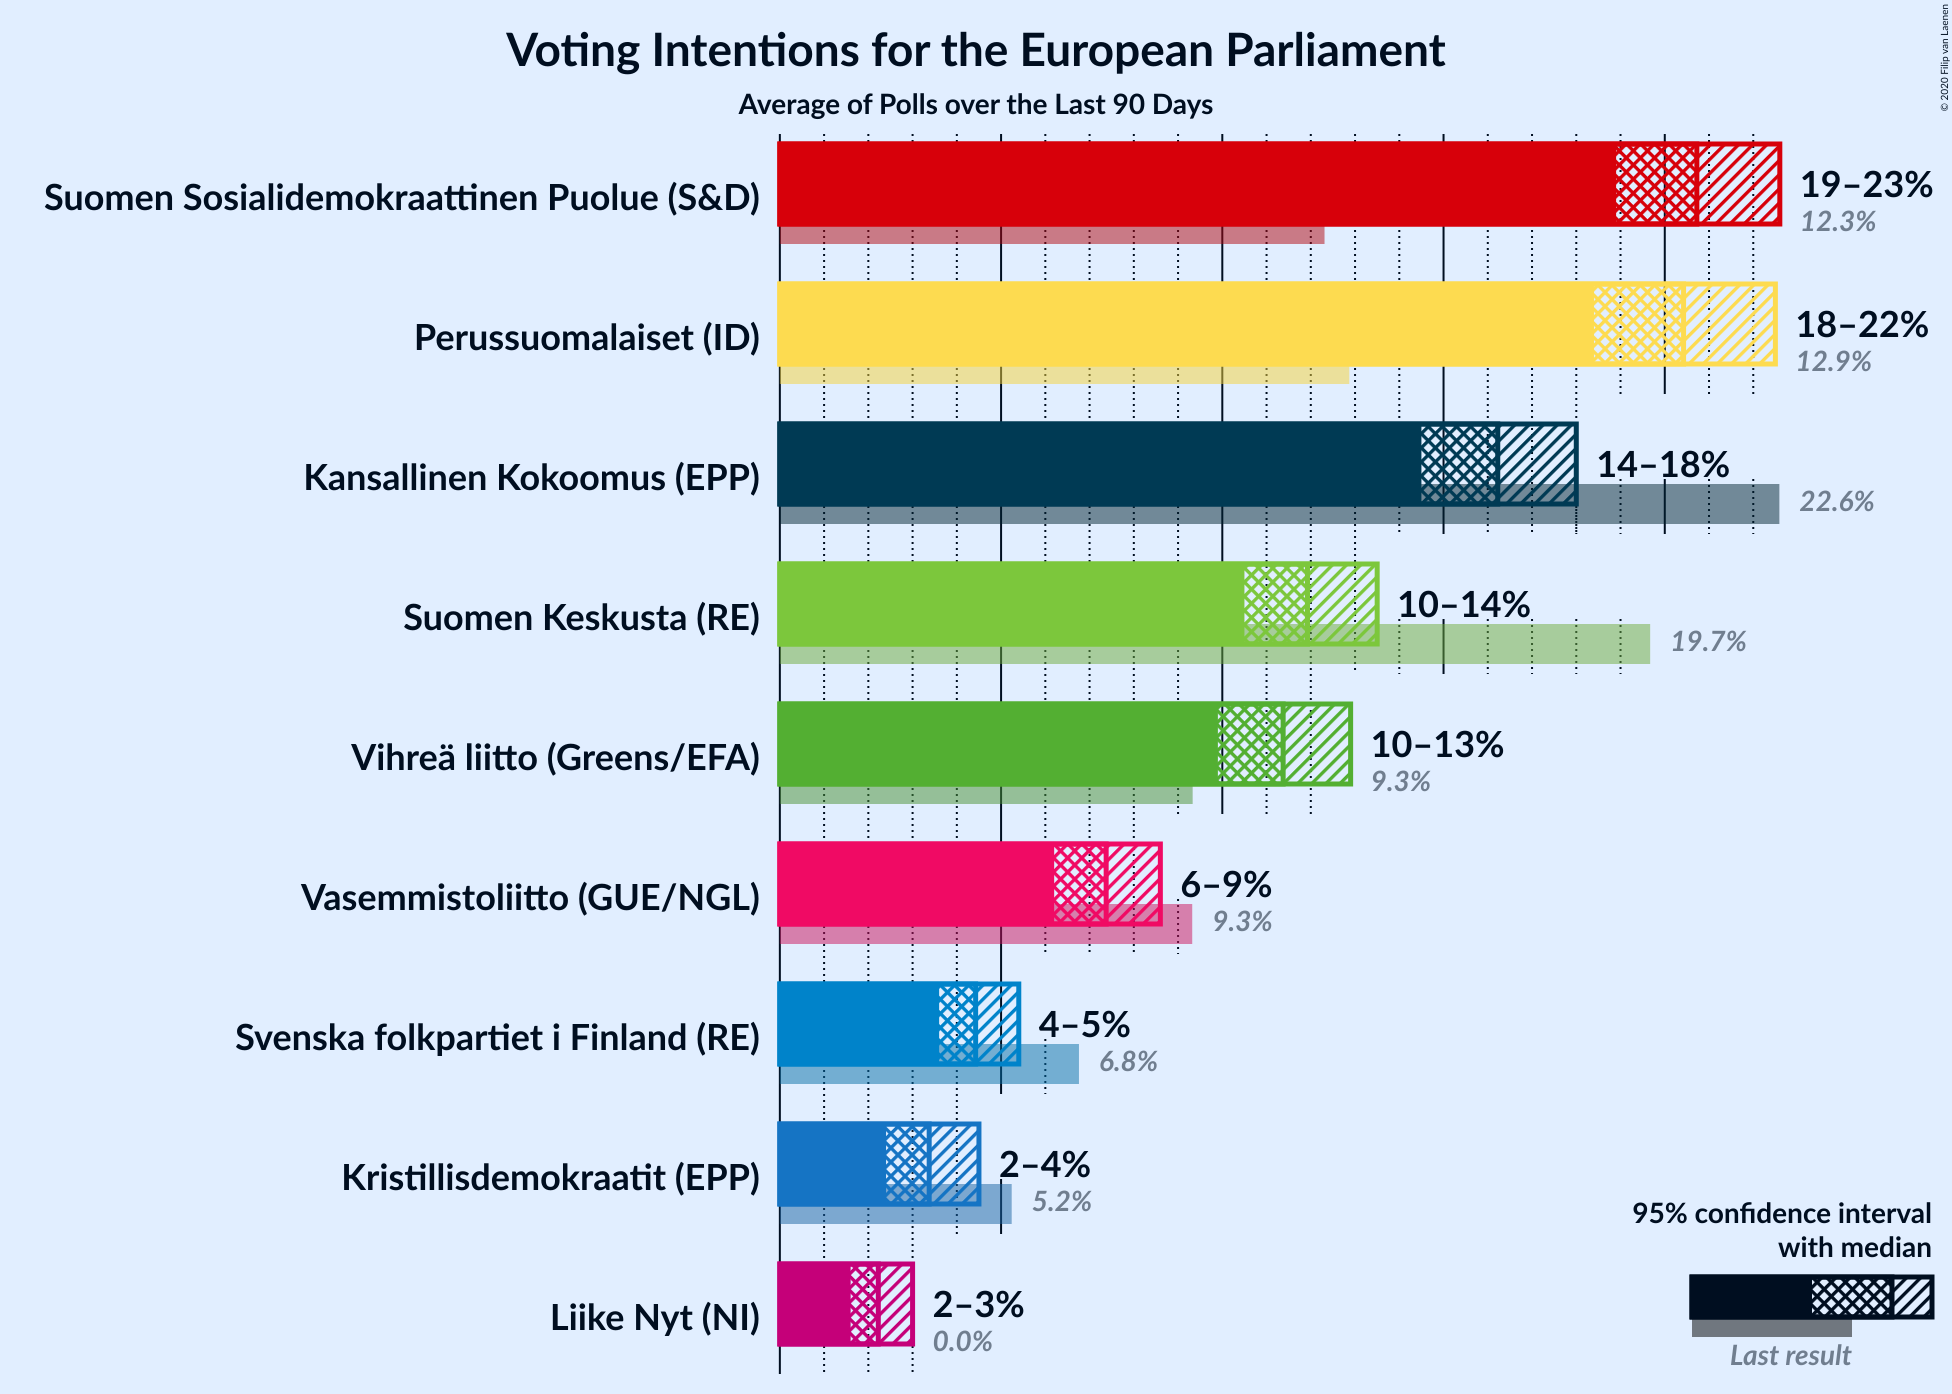 Voting Intentions for the European Parliament
Average of Polls over the Last 90 Days
© 2020 Filip van Laenen
Suomen Sosialidemokraattinen Puolue (S&D)
19–23%
12.3%
Perussuomalaiset (ID)
18–22%
12.9%
Kansallinen Kokoomus (EPP)
14–18%
22.6%
Suomen Keskusta (RE)
10–14%
19.7%
Vihreä liitto (Greens/EFA)
10–13%
9.3%
Vasemmistoliitto (GUE/NGL)
6–9%
9.3%
Svenska folkpartiet i Finland (RE)
4–5%
6.8%
Kristillisdemokraatit (EPP)
2–4%
5.2%
Liike Nyt (NI)
2–3%
0.0%
95% confidence interval
with median
Last result